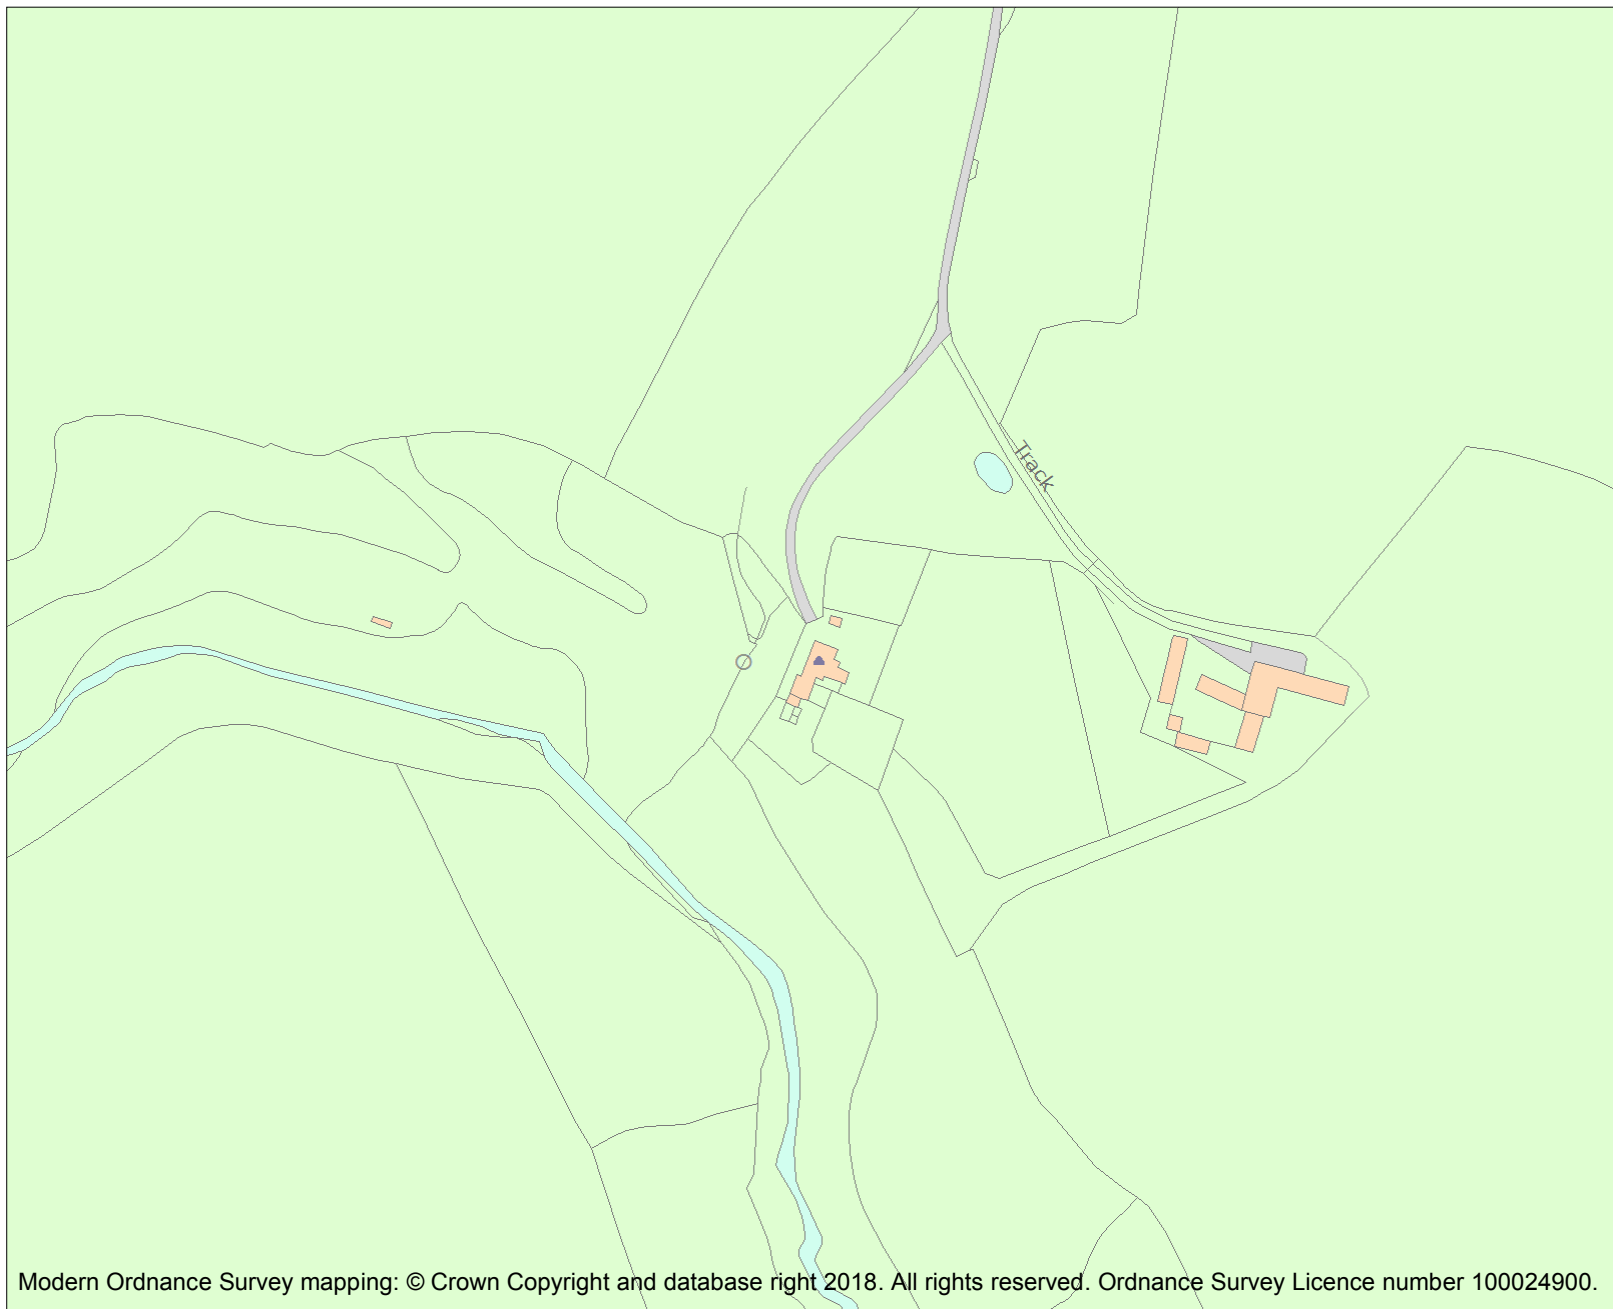 Track
Modern Ordnance Survey mapping: © Crown Copyright and database right 2018. All rights reserved. Ordnance Survey Licence number 100024900.